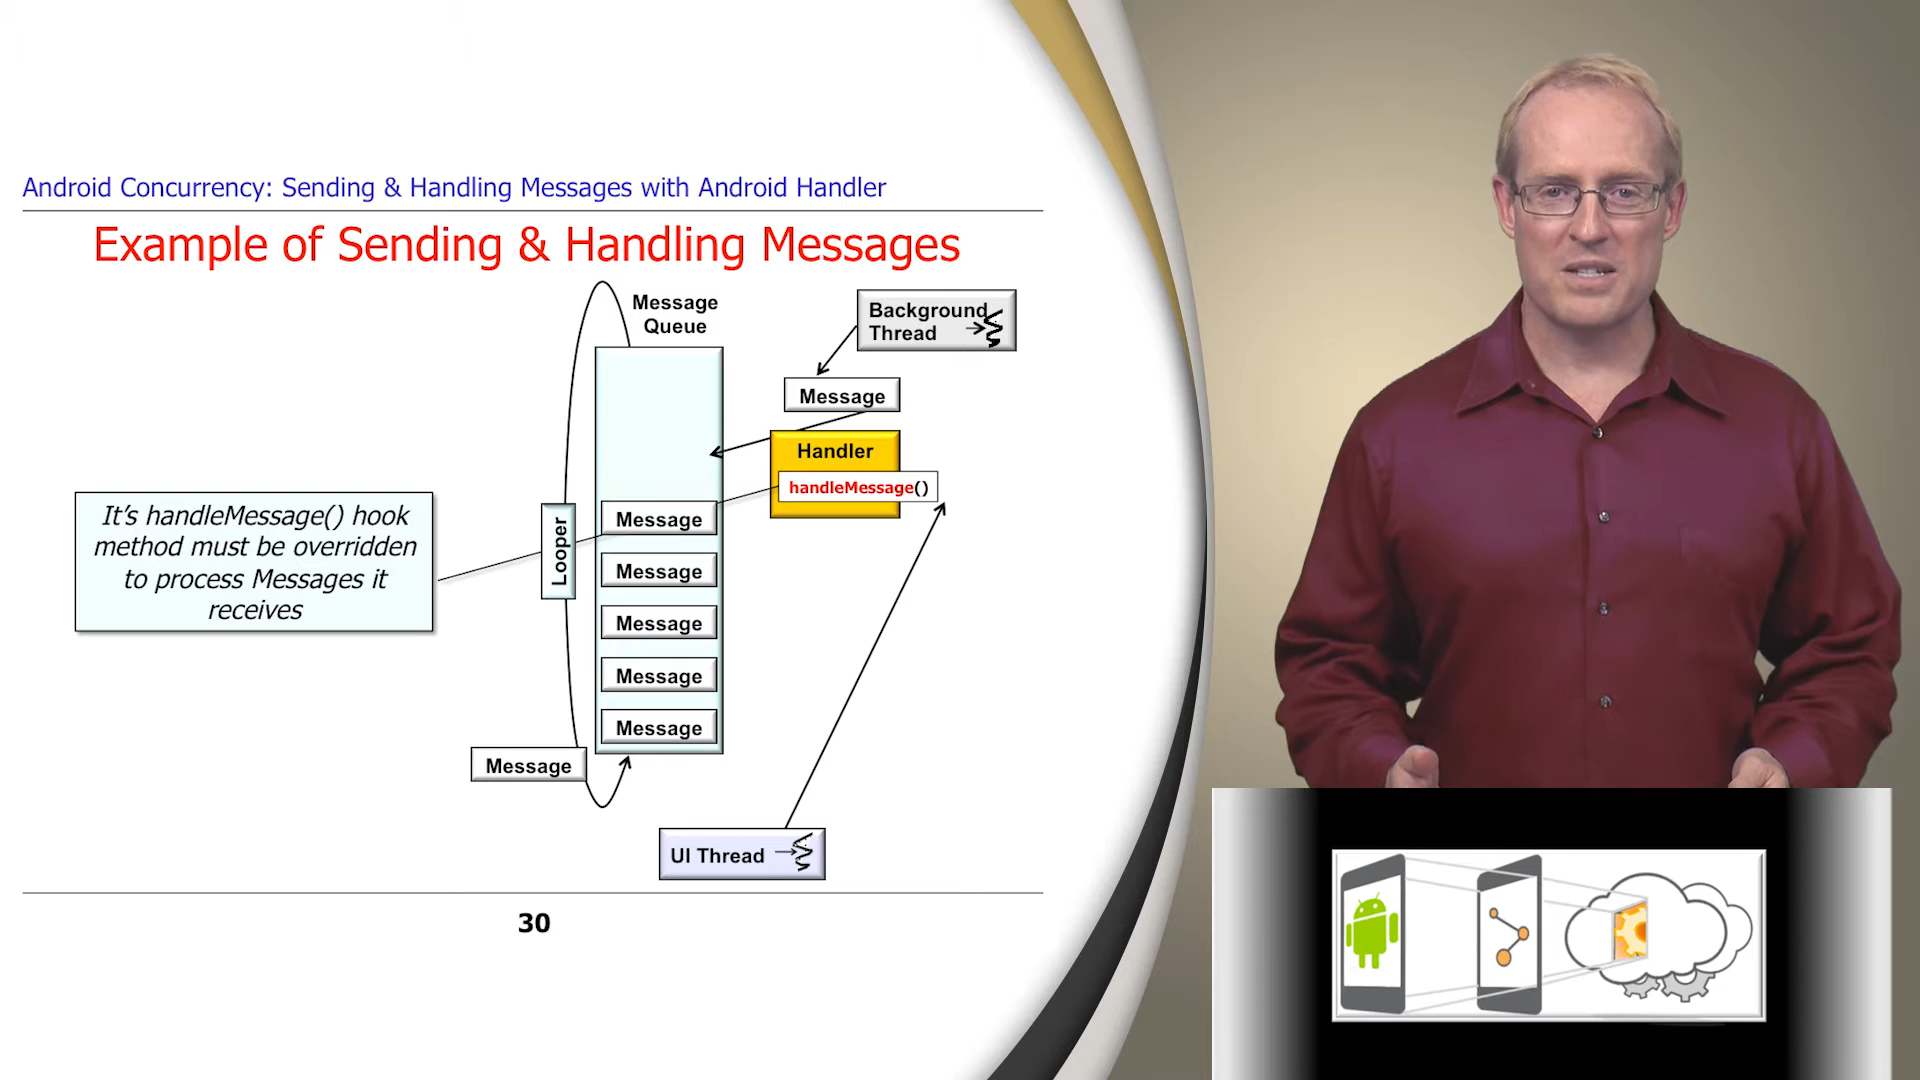 Android Concurrency: Sending & Handling Messages with Android Handler
Example of Sending & Handling Messages
Message
Queue
Background
Thread
Message
Handler
handleMessage()
It's handleMessage() hook
method must be overridden
to process Messages it
receives
Looper
Message
Message
Message
Message
Message
Message
UI Thread
30